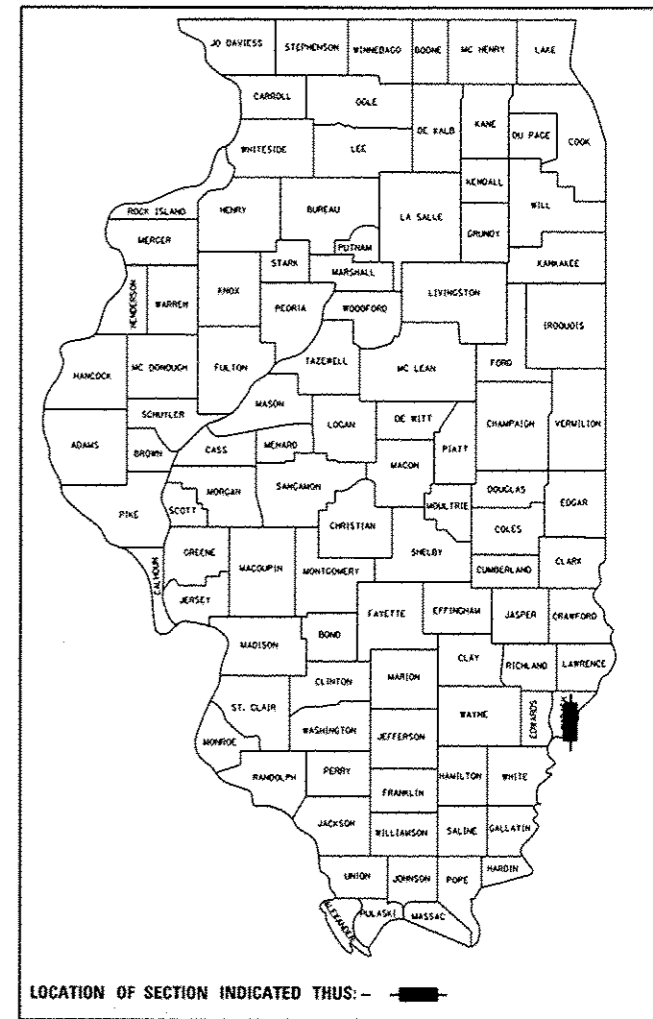 JO DAVIESS STEPHENSON WINNEBAGO BOONE MC HENRY LAKE
CARROLL OGLE DE KALB KANE DU PAGE COOK
WHITESIDE LEE KENDALL
ROCK ISLAND HENRY BUREAU LA SALLE GRUNDY WILL
MERCER PUTNAM KANKAKEE
STARK MARSHALL
HENDERSON WARREN KNOX PEORIA WOODFORD LIVINGSTON IROQUOIS
HANCOCK MC DONOUGH FULTON TAZEWELL MC LEAN FORD
SCHUYLER MASON LOGAN DE WITT CHAMPAIGN VERMILION
ADAMS BROWN CASS MENARD MACON PIATT
PIKE SCOTT MORGAN SANGAMON CHRISTIAN MOULTRIE DOUGLAS EDGAR
COLES
CALHOUN GREENE MACOUPIN MONTGOMERY SHELBY CUMBERLAND CLARK
JERSEY FAYETTE EFFINGHAM JASPER CRAWFORD
MADISON BOND CLAY RICHLAND LAWRENCE
CLINTON MARION
ST. CLAIR WAYNE EDWARDS
MONROE WASHINGTON JEFFERSON
RANDOLPH PERRY HAMILTON WHITE
FRANKLIN
JACKSON WILLIAMSON SALINE GALLATIN
UNION JOHNSON POPE HARDIN
ALEXANDER PULASKI MASSAC
LOCATION OF SECTION INDICATED THUS: -